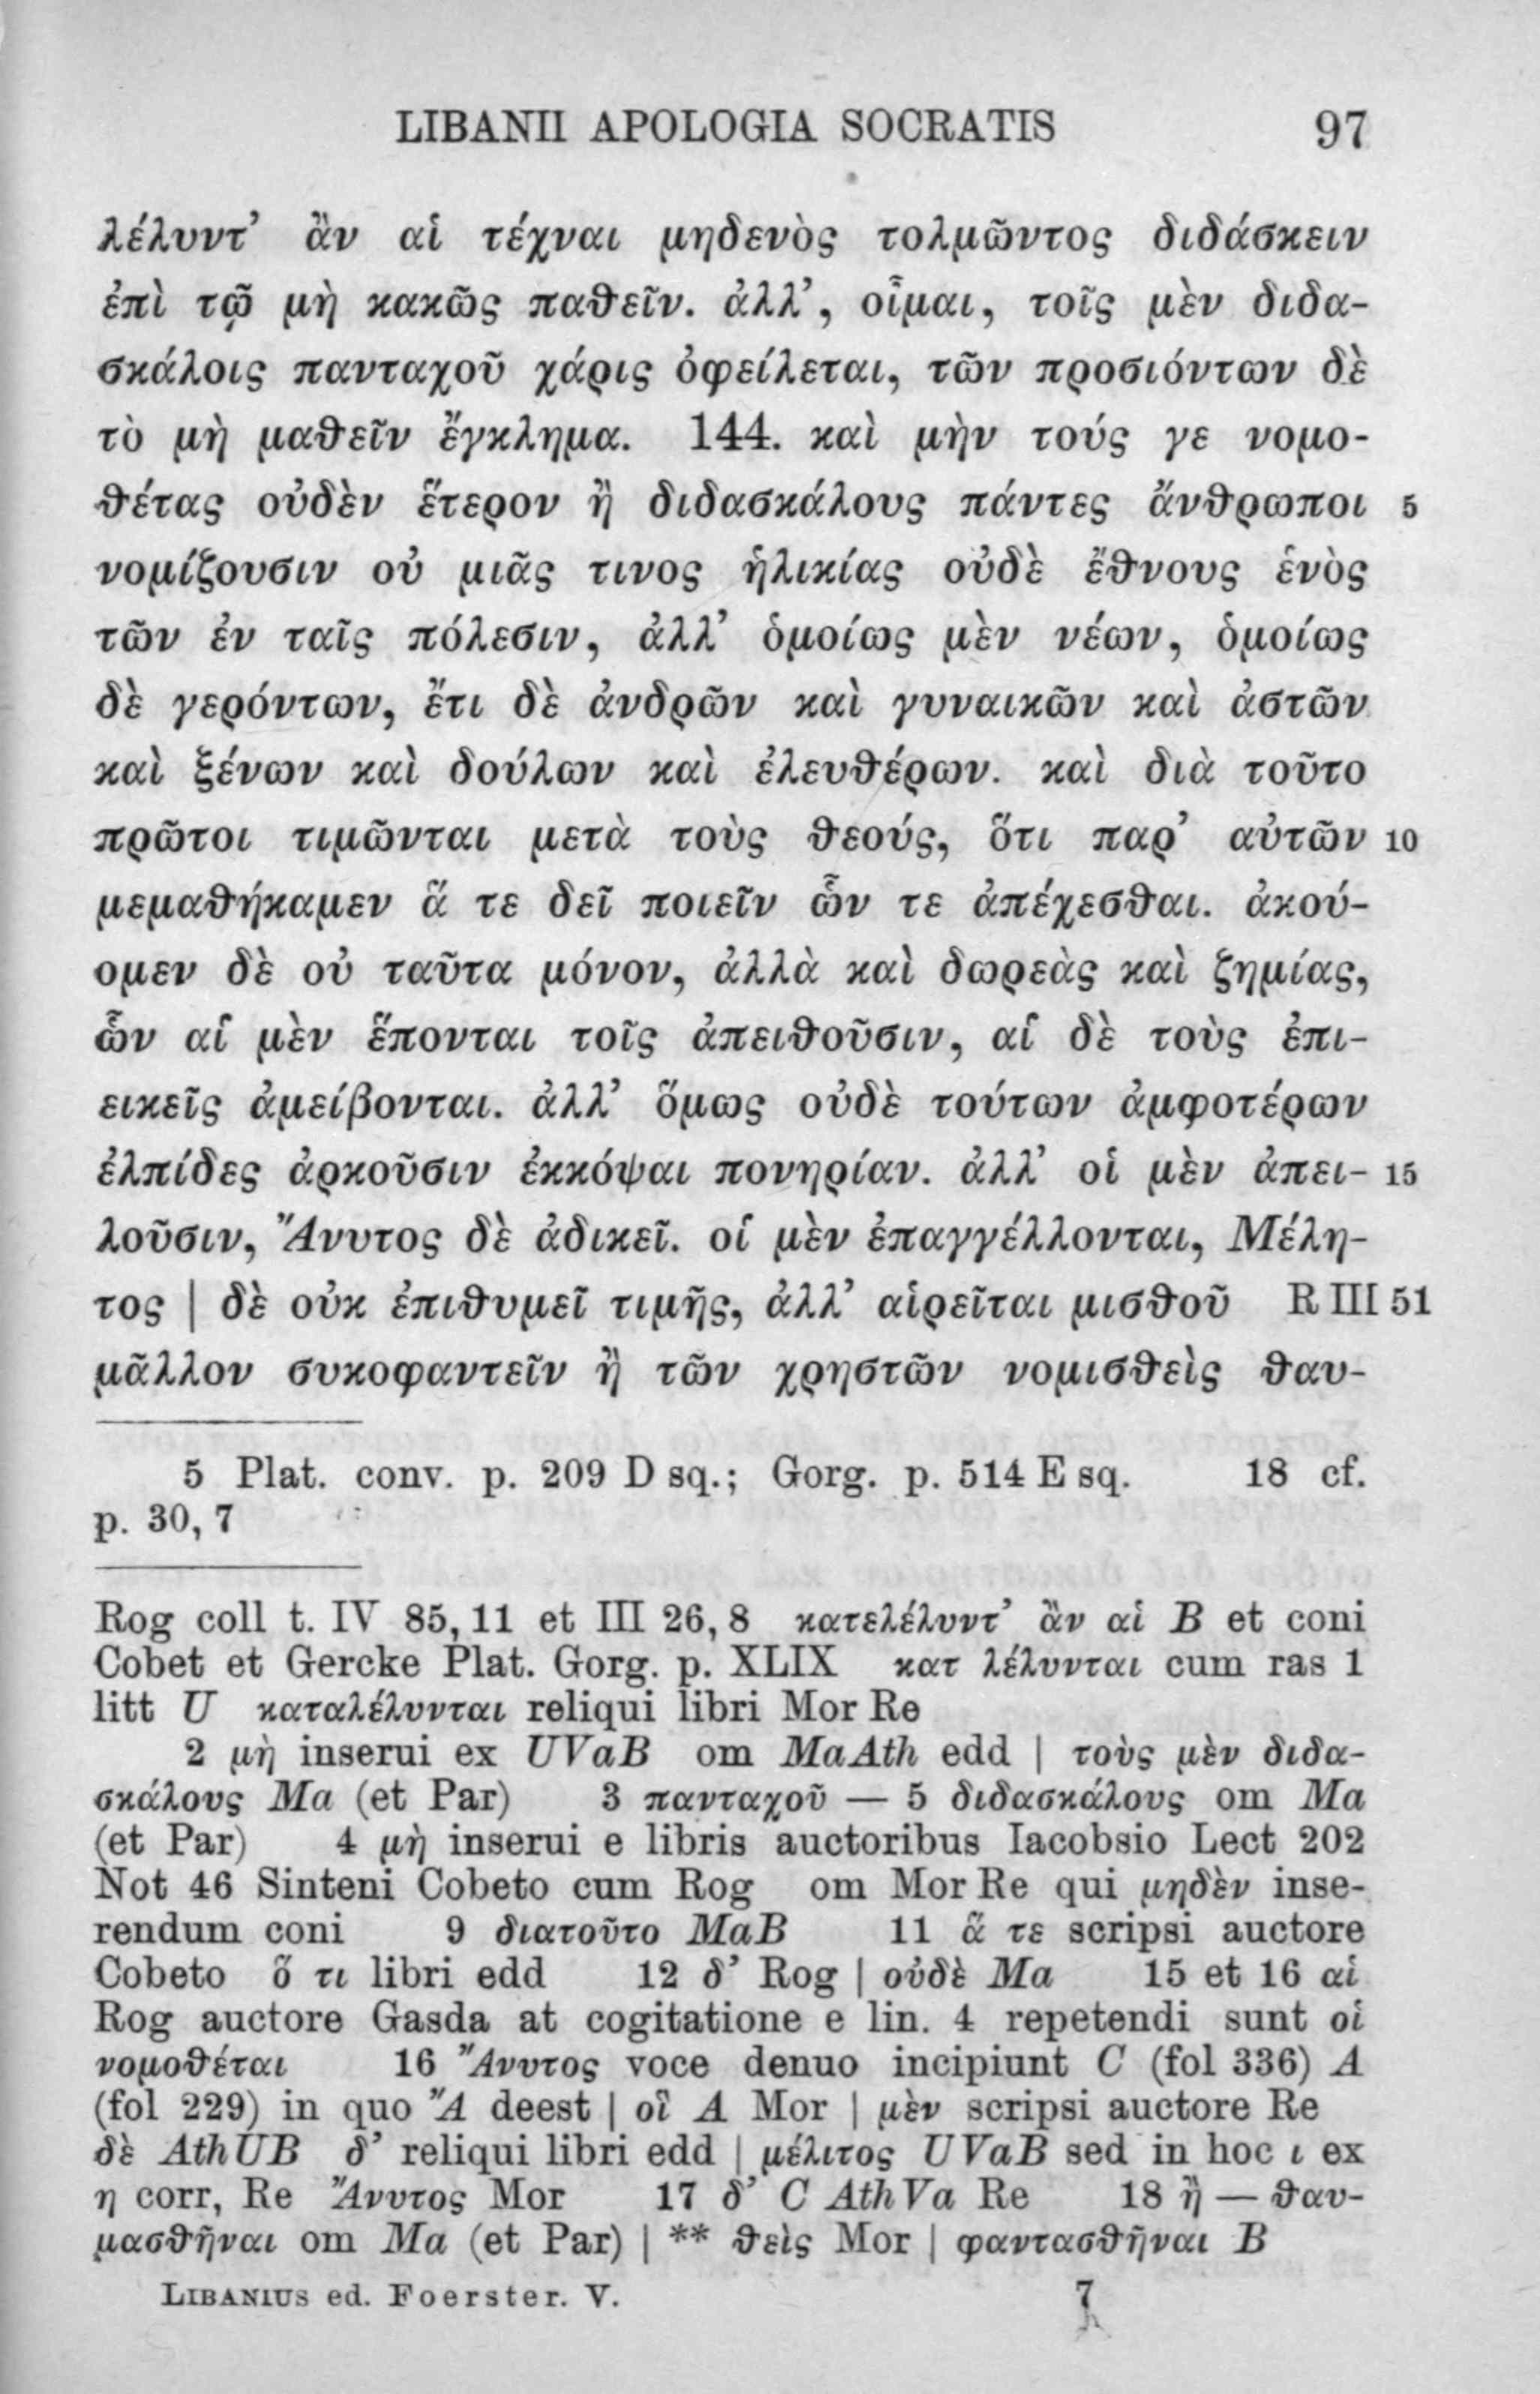 LIBANII APOLOGIA SOCRATIS 97
λέλυντ’ ἂν αἱ τέχναι μηδενὸς τολμῶντος διδάσκειν
ἐπὶ τῷ μὴ κακῶς παθεῖν. ἀλλ’, οἶμαι, τοῖς μὲν διδα-
σκάλοις πανταχοῦ χάρις ὀφείλεται, τῶν προσιόντων δὲ
τὸ μὴ μαθεῖν ἔγκλημα. 144. καὶ μὴν τούς γε νομο-
θέτας οὐδὲν ἕτερον ἢ διδασκάλους πάντες ἄνθρωποι 5
νομίζουσιν οὐ μιᾶς τινος ἡλικίας οὐδὲ ἔθνους ἑνὸς
τῶν ἐν ταῖς πόλεσιν, ἀλλ’ ὁμοίως μὲν νέων, ὁμοίως
δὲ γερόντων, ἔτι δὲ ἀνδρῶν καὶ γυναικῶν καὶ ἀστῶν
καὶ ξένων καὶ δούλων καὶ ἐλευθέρων. καὶ διὰ τοῦτο
πρῶτοι τιμῶνται μετὰ τοὺς θεούς, ὅτι παρ’ αὐτῶν 10
μεμαθήκαμεν ἅ τε δεῖ ποιεῖν ὧν τε ἀπέχεσθαι. ἀκού-
ομεν δὲ οὐ ταῦτα μόνον, ἀλλὰ καὶ δωρεὰς καὶ ζημίας,
ὧν αἱ μὲν ἕπονται τοῖς ἀπειθοῦσιν, αἱ δὲ τοὺς ἐπι-
εικεῖς ἀμείβονται. ἀλλ’ ὅμως οὐδὲ τούτων ἀμφοτέρων
ἐλπίδες ἀρκοῦσιν ἐκκόψαι πονηρίαν. ἀλλ’ οἱ μὲν ἀπει- 15
λοῦσιν, Ἄνυτος δὲ ἀδικεῖ. οἱ μὲν ἐπαγγέλλονται, Μέλη-
τος | δὲ οὐκ ἐπιθυμεῖ τιμῆς, ἀλλ’ αἱρεῖται μισθοῦ R III 51
μᾶλλον συκοφαντεῖν ἢ τῶν χρηστῶν νομισθεὶς θαυ-
5 Plat. conv. p. 209 D sq.; Gorg. p. 514 E sq. 18 cf.
p. 30, 7
Rog coll t. IV 85, 11 et III 26, 8 κατελέλυντ’ ἂν αἱ B et coni
Cobet et Gercke Plat. Gorg. p. XLIX κατ λέλυνται cum ras 1
litt U καταλέλυνται reliqui libri Mor Re
2 μὴ inserui ex UVaB om MaAth edd | τοὺς μὲν διδα-
σκάλους Ma (et Par) 3 πανταχοῦ — 5 διδασκάλους om Ma
(et Par) 4 μὴ inserui e libris auctoribus Iacobsio Lect 202
Not 46 Sinteni Cobeto cum Rog om Mor Re qui μηδὲν inse-
rendum coni 9 διατοῦτο MaB 11 ἅ τε scripsi auctore
Cobeto ὅ τι libri edd 12 δ’ Rog | οὐδὲ Ma 15 et 16 αἱ
Rog auctore Gasda at cogitatione e lin. 4 repetendi sunt οἱ
νομοθέται 16 Ἄνυτος voce denuo incipiunt C (fol 336) A
(fol 229) in quo Ἄ deest | οἳ A Mor | μὲν scripsi auctore Re
δὲ AthUB δ’ reliqui libri edd | μέλιτος UVaB sed in hoc ι ex
η corr, Re Ἄνυτος Mor 17 δ’ C AthVa Re 18 ἢ — θαυ-
μασθῆναι om Ma (et Par) | ** θεὶς Mor | φαντασθῆναι B
LIBANIUS ed. Foerster. V. 7